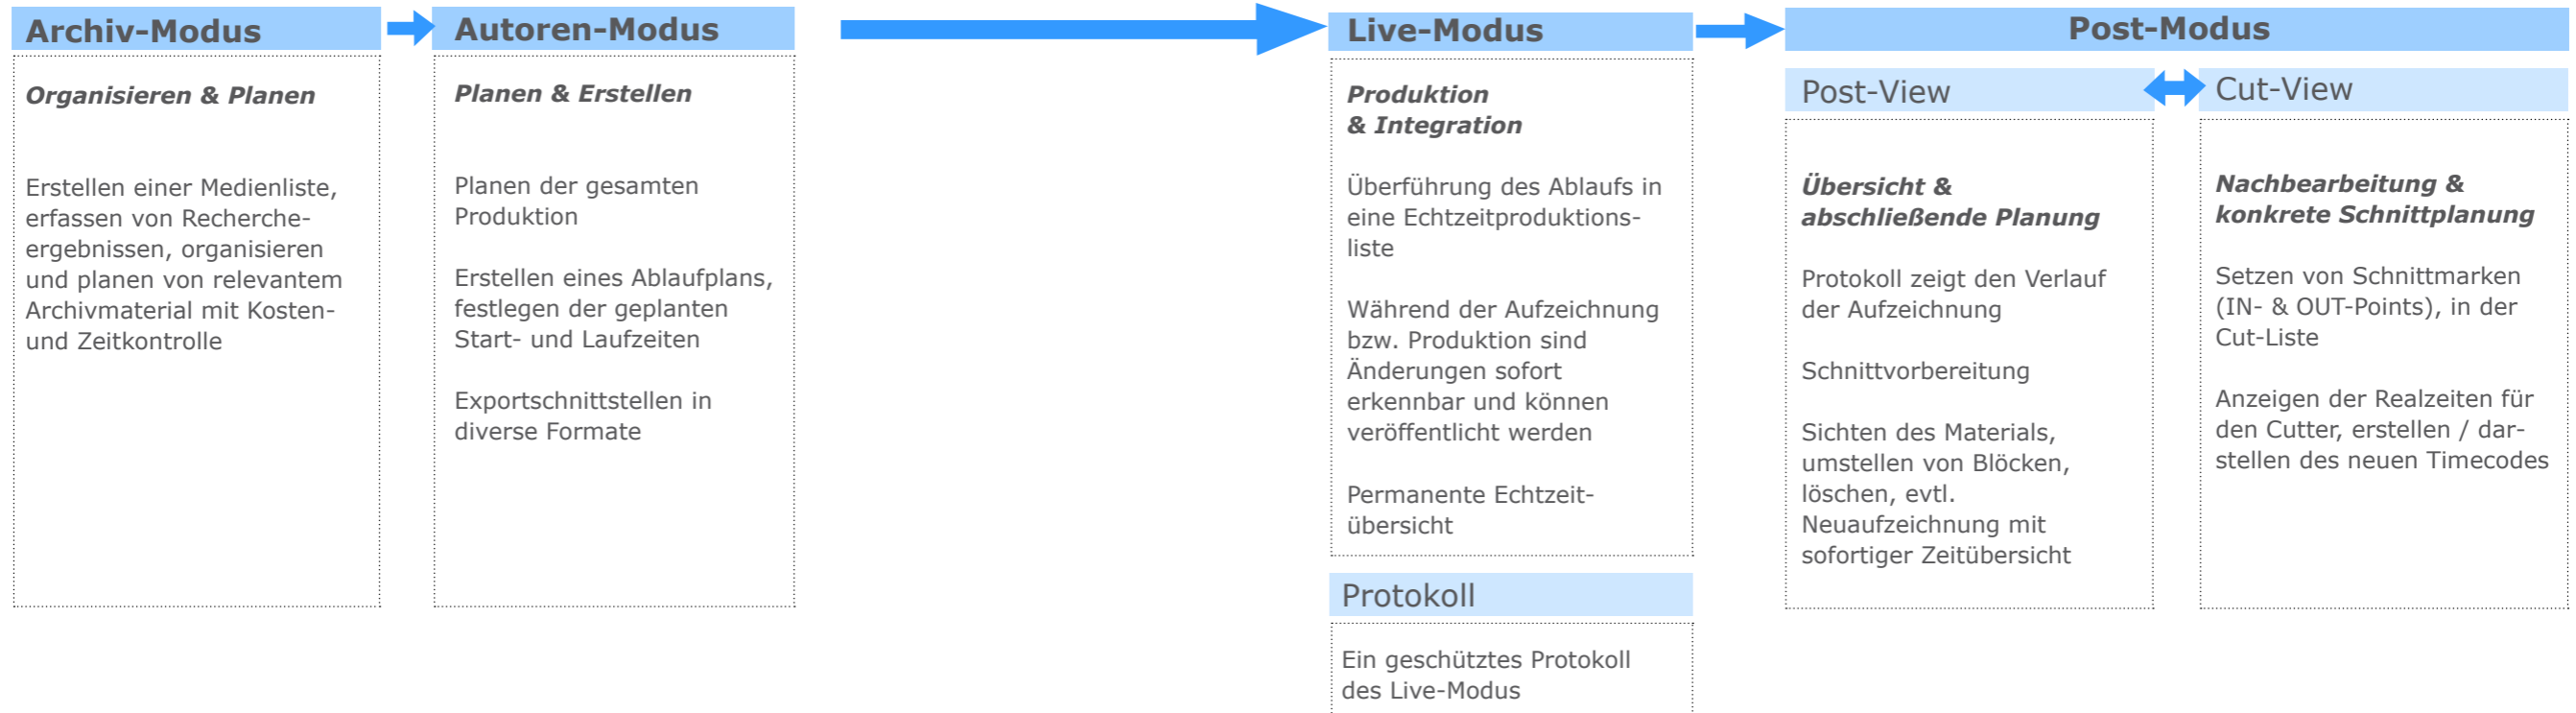 Archiv-Modus
Organisieren & Planen
Erstellen einer Medienliste,
erfassen von Recherche-
ergebnissen, organisieren
und planen von relevantem
Archivmaterial mit Kosten-
und Zeitkontrolle
Autoren-Modus
Planen & Erstellen
Planen der gesamten
Produktion
Erstellen eines Ablaufplans,
festlegen der geplanten
Start- und Laufzeiten
Exportschnittstellen in
diverse Formate
Live-Modus
Produktion
& Integration
Überführung des Ablaufs in
eine Echtzeitproduktions-
liste
Während der Aufzeichnung
bzw. Produktion sind
Änderungen sofort
erkennbar und können
veröffentlicht werden
Permanente Echtzeit-
übersicht
Protokoll
Ein geschütztes Protokoll
des Live-Modus
Post-Modus
Post-View
Übersicht &
abschließende Planung
Protokoll zeigt den Verlauf
der Aufzeichnung
Schnittvorbereitung
Sichten des Materials,
umstellen von Blöcken,
löschen, evtl.
Neuaufzeichnung mit
sofortiger Zeitübersicht
Cut-View
Nachbearbeitung &
konkrete Schnittplanung
Setzen von Schnittmarken
(IN- & OUT-Points), in der
Cut-Liste
Anzeigen der Realzeiten für
den Cutter, erstellen / dar-
stellen des neuen Timecodes